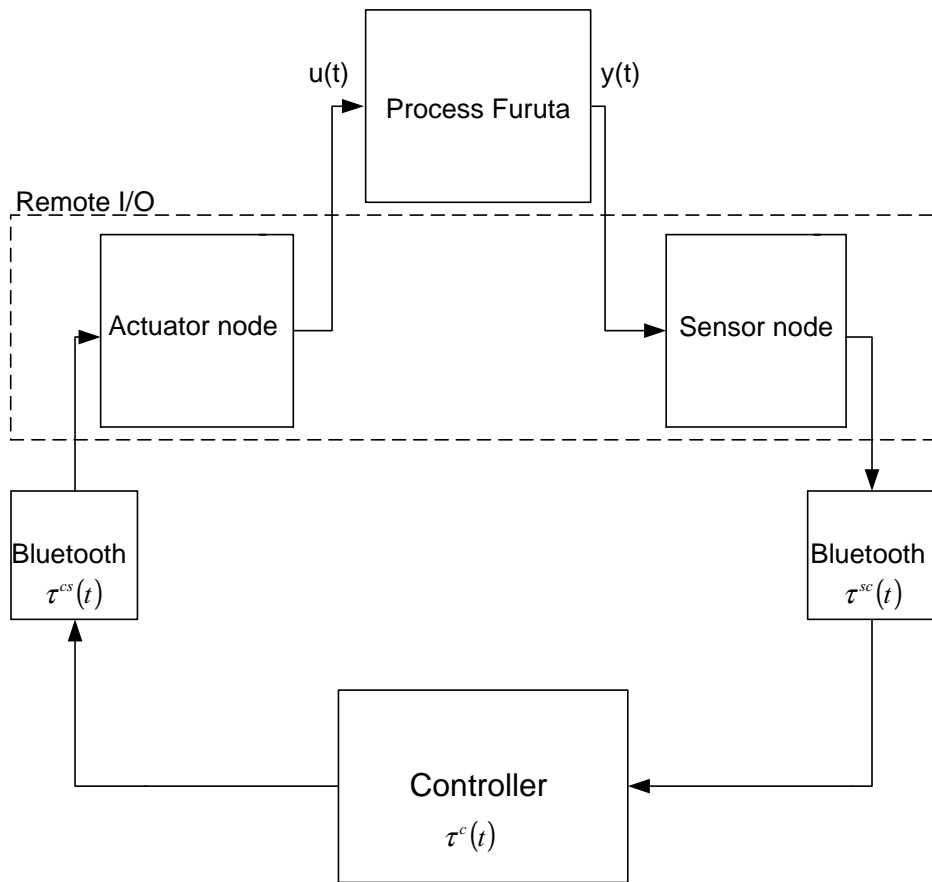 u(t)
y(t)
Process Furuta
Remote I/O
Actuator node
Sensor node
Bluetooth
τ^{cs}(t)
Bluetooth
τ^{sc}(t)
Controller
τ^{c}(t)